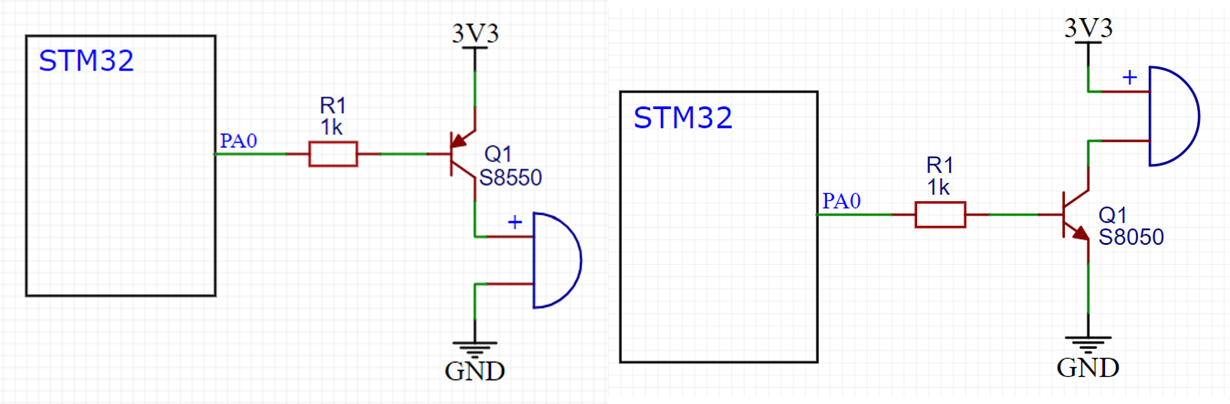 STM32
PA0
R1
1k
3V3
Q1
S8550
+
GND
STM32
PA0
R1
1k
3V3
+
Q1
S8050
GND